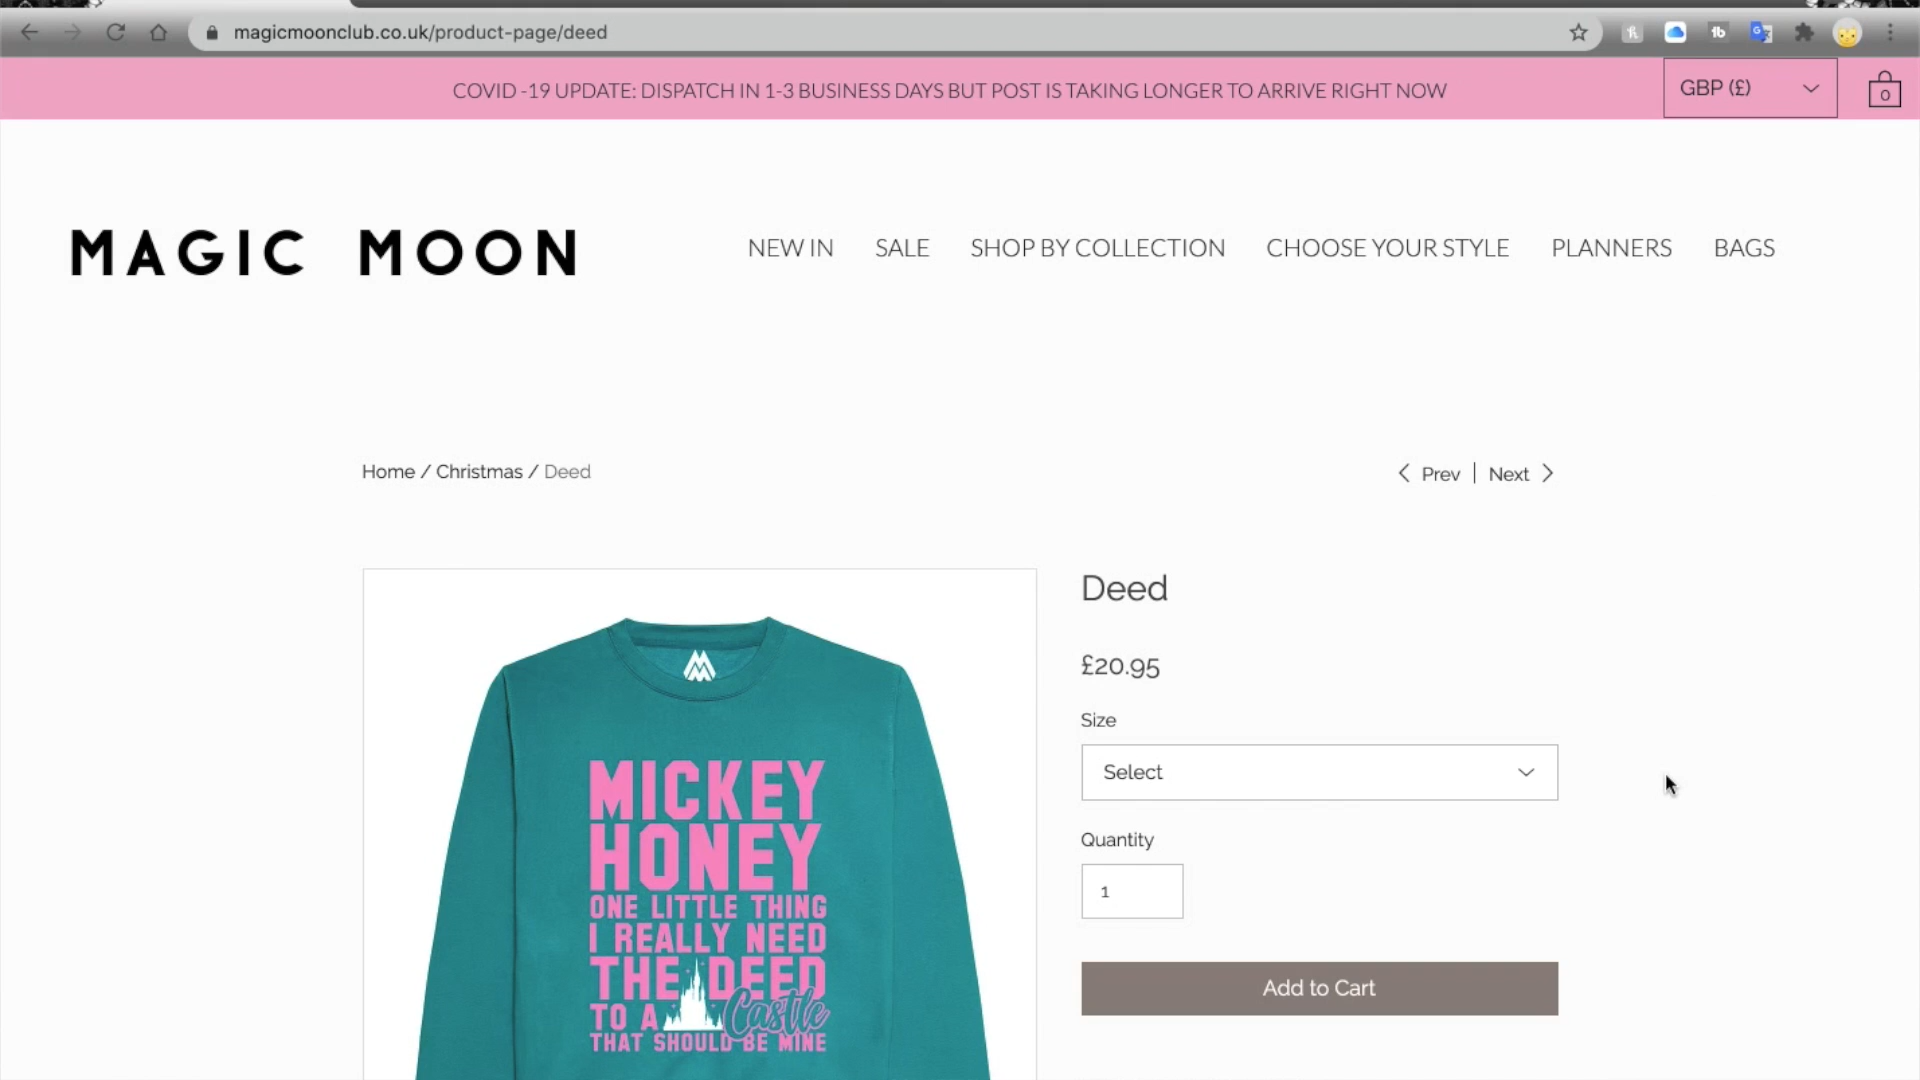 magicmoonclub.co.uk/product-page/deed
COVID -19 UPDATE: DISPATCH IN 1-3 BUSINESS DAYS BUT POST IS TAKING LONGER TO ARRIVE RIGHT NOW
GBP (£)
0
MAGIC MOON
NEW IN SALE SHOP BY COLLECTION CHOOSE YOUR STYLE PLANNERS BAGS
Home / Christmas / Deed
Prev | Next
Deed
£20.95
Size
Select
Quantity
1
Add to Cart
MICKEY
HONEY
ONE LITTLE THING
I REALLY NEED
THE DEED
TO A Castle
THAT SHOULD BE MINE